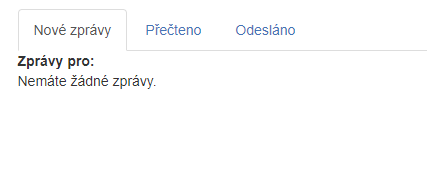 Nové zprávy Přečteno Odesláno
Zprávy pro:
Nemáte žádné zprávy.